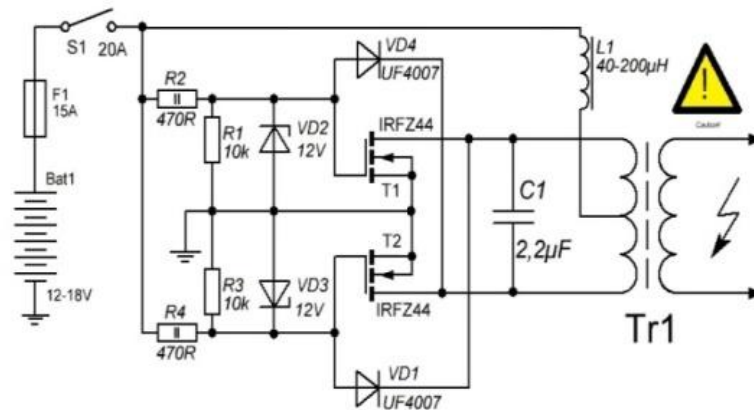 S1
20A
F1
15A
Bat1
12-18V
R2
470R
R1
10k
VD2
12V
VD4
UF4007
IRFZ44
T1
T2
IRFZ44
R3
10k
VD3
12V
R4
470R
VD1
UF4007
C1
2,2µF
L1
40-200µH
!
Caution!
Tr1